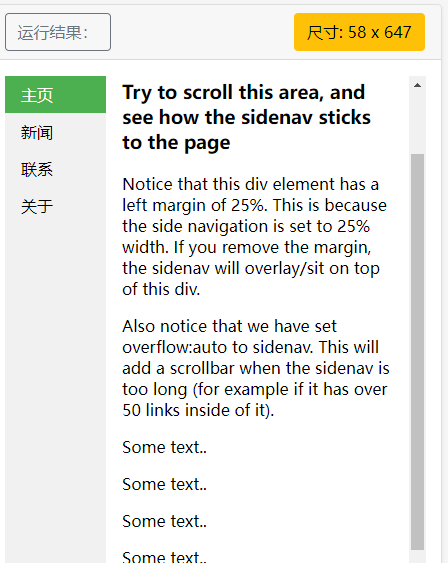 运行结果：
尺寸: 58 x 647
主页
新闻
联系
关于
Try to scroll this area, and
see how the sidenav sticks
to the page
Notice that this div element has a
left margin of 25%. This is because
the side navigation is set to 25%
width. If you remove the margin,
the sidenav will overlay/sit on top
of this div.
Also notice that we have set
overflow:auto to sidenav. This will
add a scrollbar when the sidenav is
too long (for example if it has over
50 links inside of it).
Some text..
Some text..
Some text..
Some text..